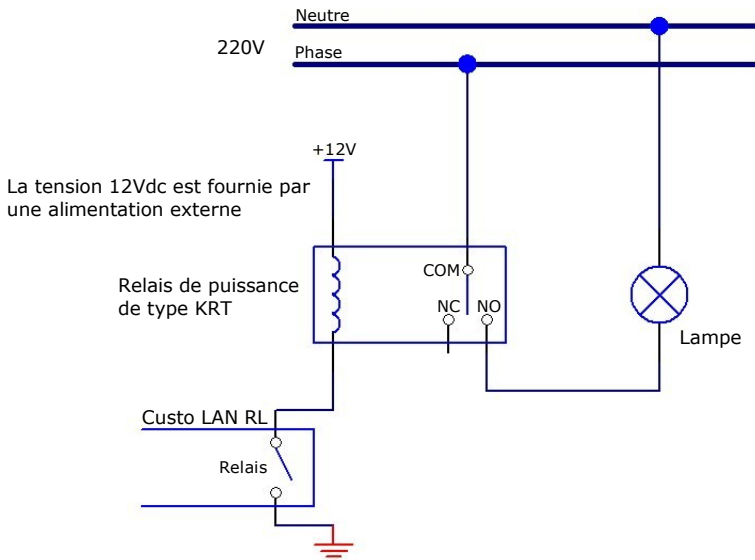 Neutre
220V
Phase
+12V
La tension 12Vdc est fournie par
une alimentation externe
COM
Relais de puissance
de type KRT
NC
NO
Lampe
Custo LAN RL
Relais